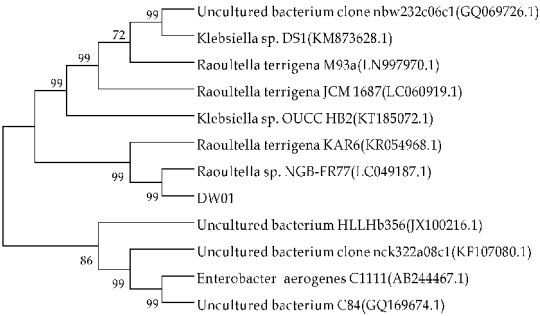 99 Uncultured bacterium clone nbw232c06c1(GQ069726.1)
72 Klebsiella sp. DS1(KM873628.1)
99 Raoultella terrigena M93a(LN997970.1)
99 Raoultella terrigena JCM 1687(LC060919.1)
Klebsiella sp. OUCC HB2(KT185072.1)
Raoultella terrigena KAR6(KR054968.1)
99 Raoultella sp. NGB-FR77(LC049187.1)
99 DW01
Uncultured bacterium HLLHb356(JX100216.1)
86 Uncultured bacterium clone nck322a08c1(KF107080.1)
99 Enterobacter aerogenes C1111(AB244467.1)
99 Uncultured bacterium C84(GQ169674.1)